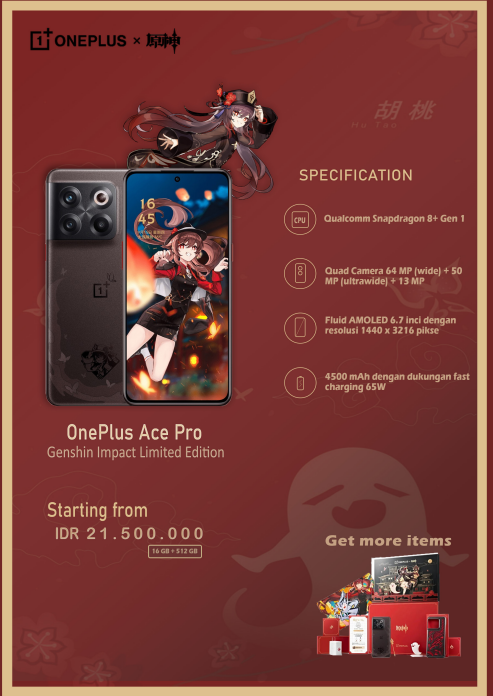 ONEPLUS × 原神
胡桃
Hu Tao
SPECIFICATION
CPU
Qualcomm Snapdragon 8+ Gen 1
Quad Camera 64 MP (wide) + 50
MP (ultrawide) + 13 MP
Fluid AMOLED 6.7 inci dengan
resolusi 1440 x 3216 pikse
4500 mAh dengan dukungan fast
charging 65W
16
45
OnePlus Ace Pro
Genshin Impact Limited Edition
Starting from
IDR 21.500.000
16 GB + 512 GB
Get more items
ONEPLUS